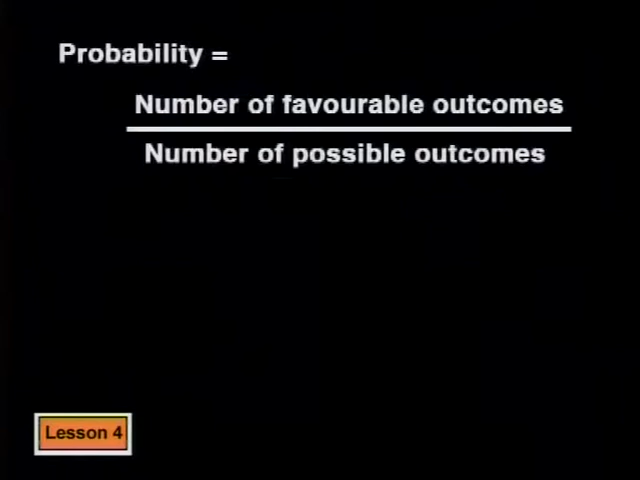 Probability =
Number of favourable outcomes
Number of possible outcomes
Lesson 4